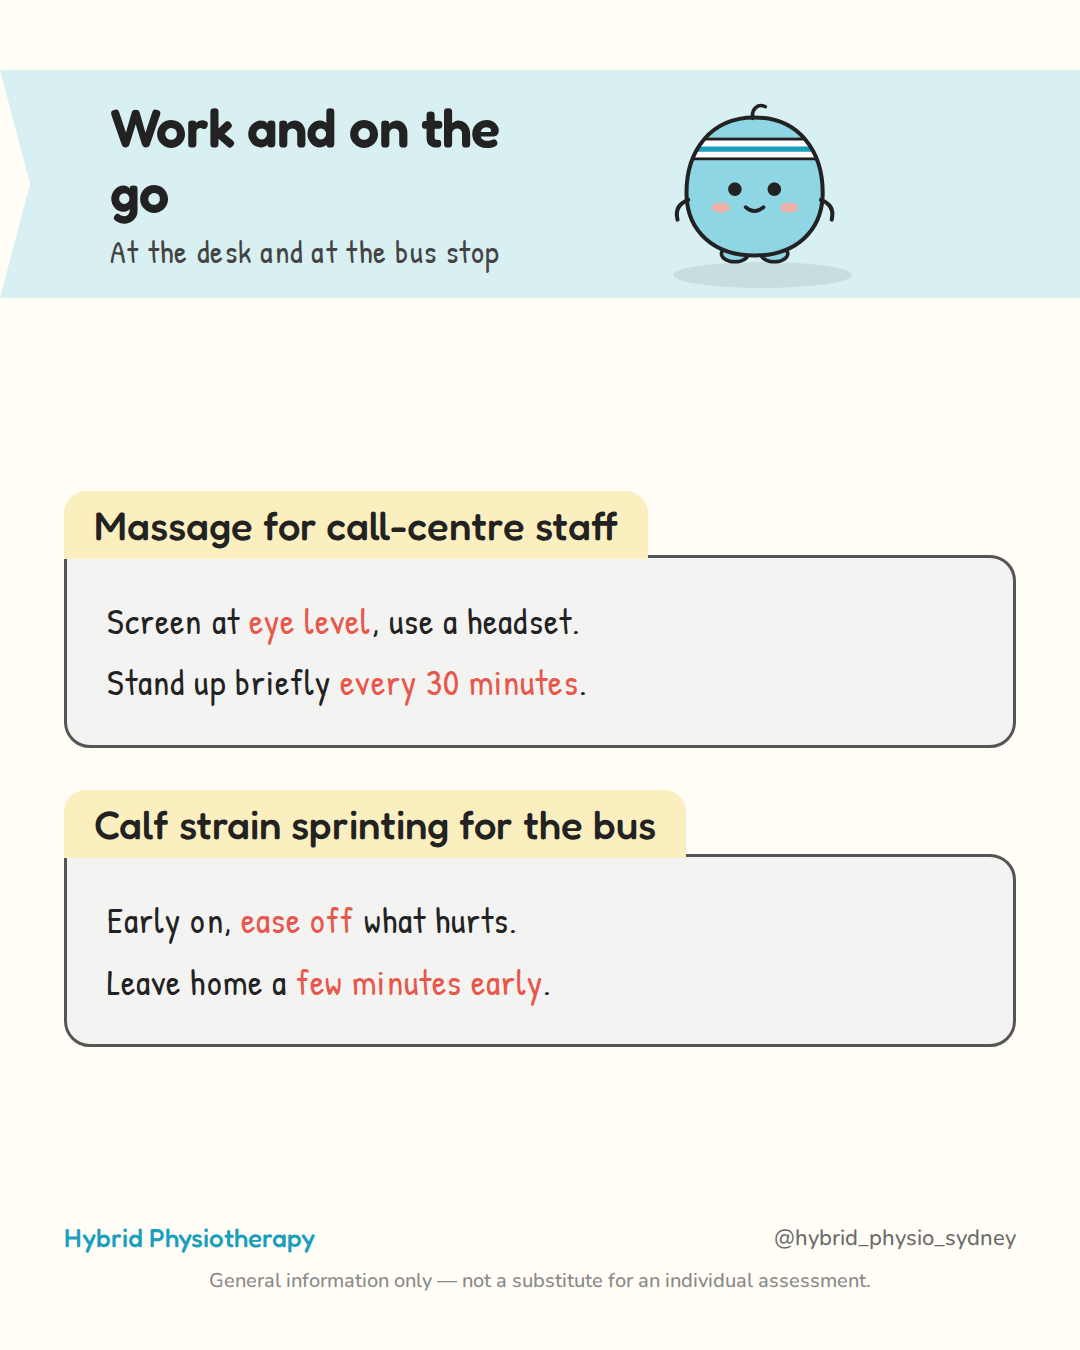 Work and on the
go
At the desk and at the bus stop
Massage for call-centre staff
Screen at eye level, use a headset.
Stand up briefly every 30 minutes.
Calf strain sprinting for the bus
Early on, ease off what hurts.
Leave home a few minutes early.
Hybrid Physiotherapy
@hybrid_physio_sydney
General information only — not a substitute for an individual assessment.